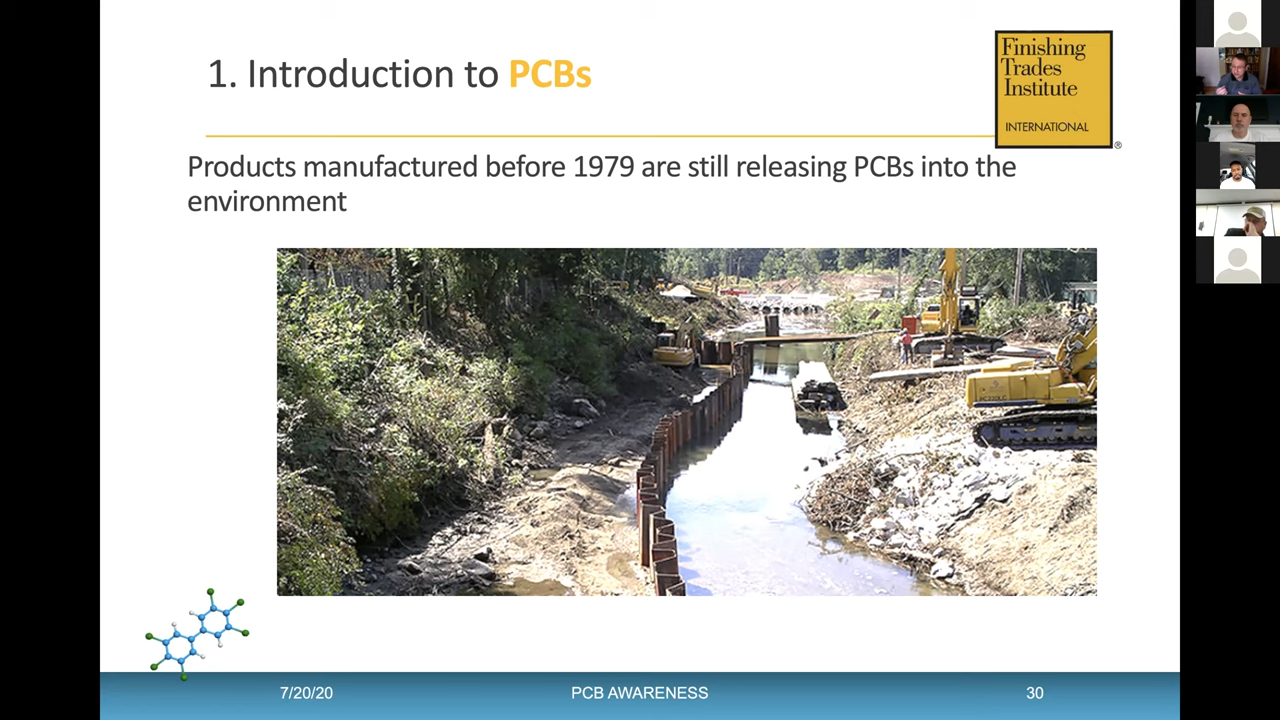 1. Introduction to PCBs
Finishing
Trades
Institute
INTERNATIONAL
®
Products manufactured before 1979 are still releasing PCBs into the
environment
7/20/20
PCB AWARENESS
30